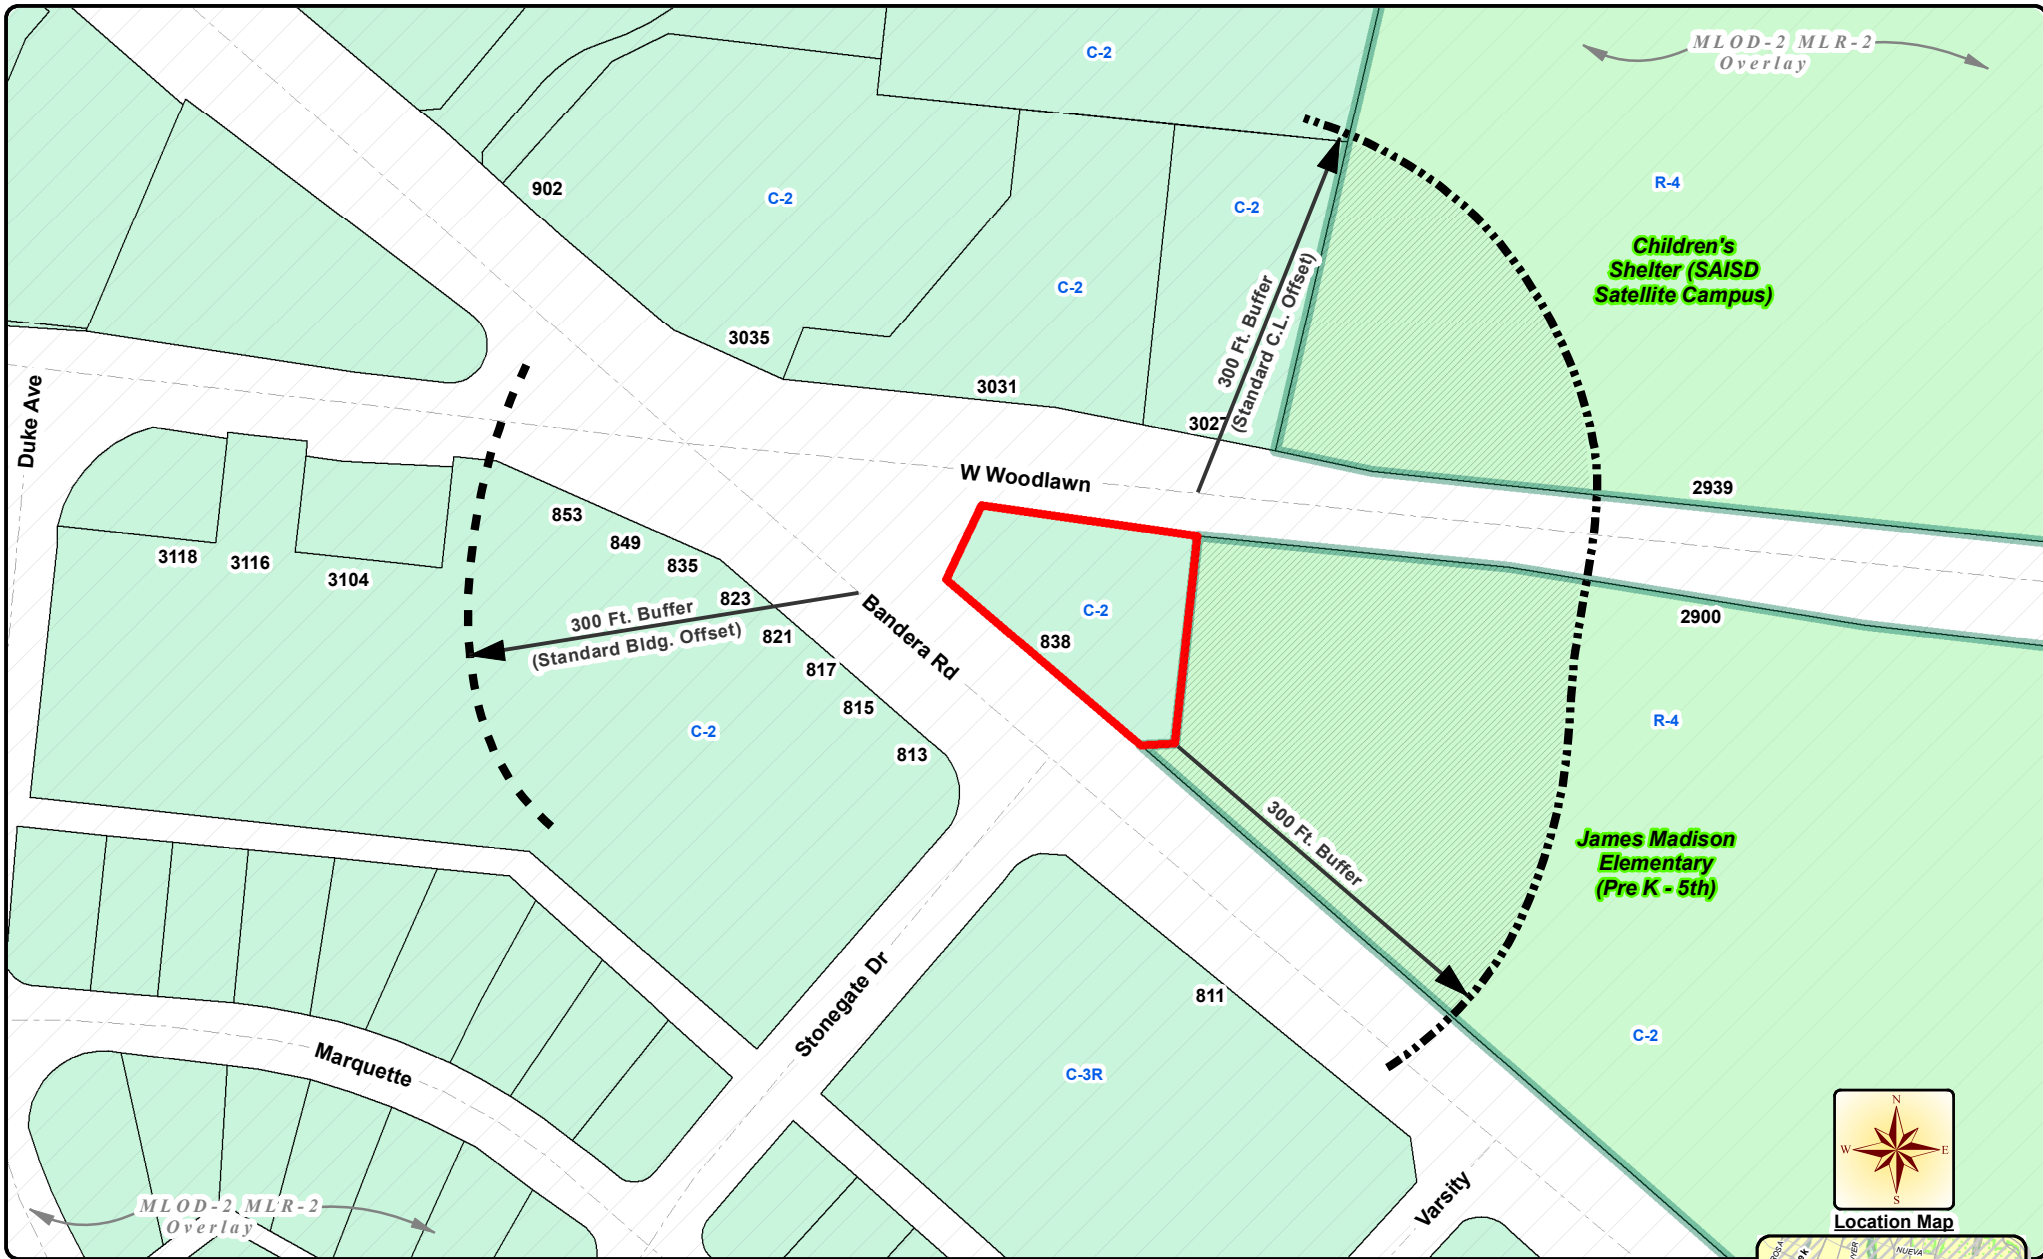 C-2
MLOD-2 MLR-2
Overlay
902
C-2
C-2
R-4
Children's
Shelter (SAISD
Satellite Campus)
C-2
300 Ft. Buffer
(Standard C.L. Offset)
3035
3031
3027
Duke Ave
W Woodlawn
2939
853
849
835
823
821
817
815
813
3118
3116
3104
300 Ft. Buffer
(Standard Bldg. Offset)
Bandera Rd
C-2
838
2900
C-2
R-4
300 Ft. Buffer
James Madison
Elementary
(Pre K - 5th)
811
Stonegate Dr
C-2
Marquette
C-3R
N
W
E
S
Varsity
MLOD-2 MLR-2
Overlay
Location Map
NUEVA